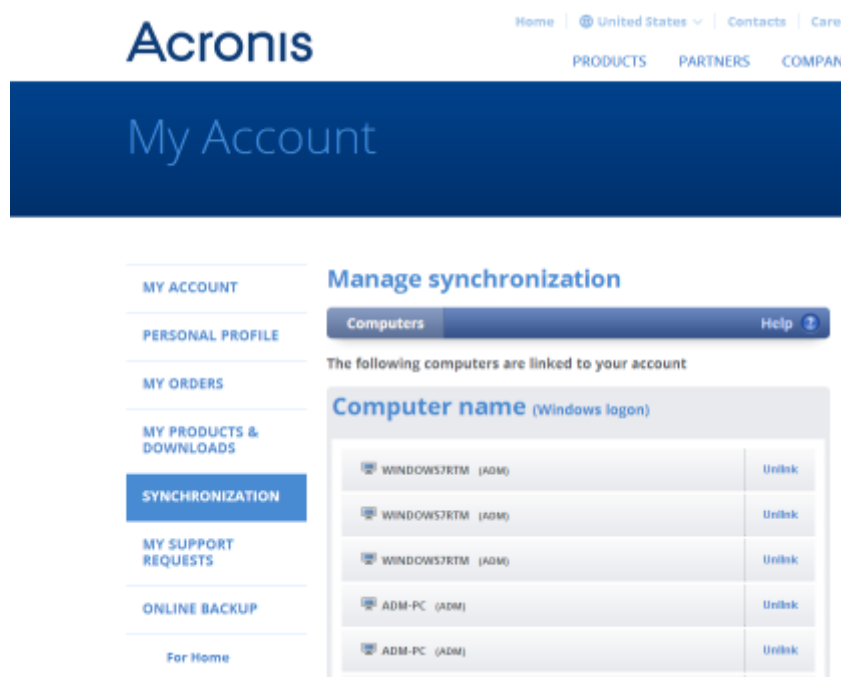 Home United States Contacts Care
Acronis
PRODUCTS PARTNERS COMPAN
My Account
MY ACCOUNT
PERSONAL PROFILE
MY ORDERS
MY PRODUCTS &
DOWNLOADS
SYNCHRONIZATION
MY SUPPORT
REQUESTS
ONLINE BACKUP
For Home
Manage synchronization
Computers Help ?
The following computers are linked to your account
Computer name (Windows logon)
WINDOWS7RTM (ADM) Unlink
WINDOWS7RTM (ADM) Unlink
WINDOWS7RTM (ADM) Unlink
ADM-PC (ADM) Unlink
ADM-PC (ADM) Unlink